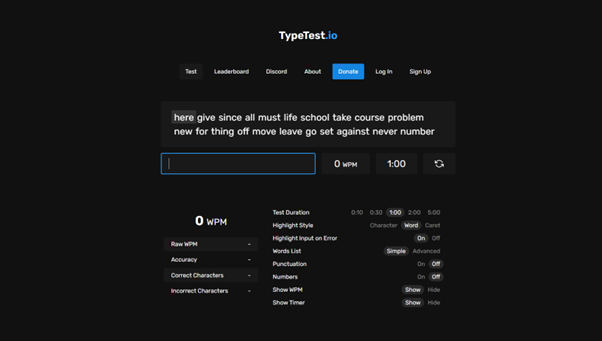 TypeTest.io
Test Leaderboard Discord About Donate Log In Sign Up
here give since all must life school take course problem
new for thing off move leave go set against never number
0 WPM 1:00
0 WPM
Raw WPM -
Accuracy -
Correct Characters -
Incorrect Characters -
Test Duration 0:10 0:30 1:00 2:00 5:00
Highlight Style Character Word Caret
Highlight Input on Error On Off
Words List Simple Advanced
Punctuation On Off
Numbers On Off
Show WPM Show Hide
Show Timer Show Hide